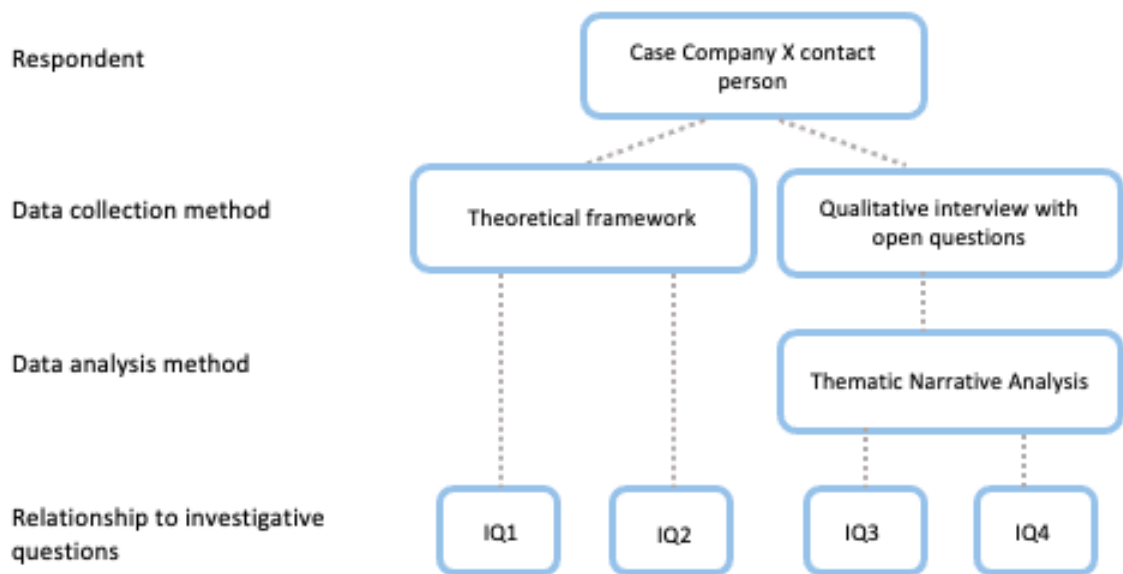 Respondent
Case Company X contact
person
Data collection method
Theoretical framework
Qualitative interview with
open questions
Data analysis method
Thematic Narrative Analysis
Relationship to investigative
questions
IQ1
IQ2
IQ3
IQ4